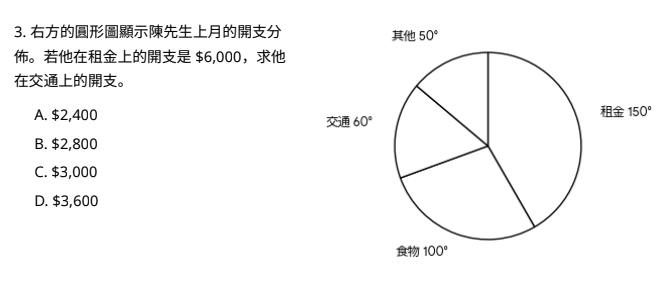 3. 右方的圓形圖顯示陳先生上月的開支分
佈。若他在租金上的開支是 $6,000，求他
在交通上的開支。
A. $2,400
B. $2,800
C. $3,000
D. $3,600
其他 50°
租金 150°
交通 60°
食物 100°